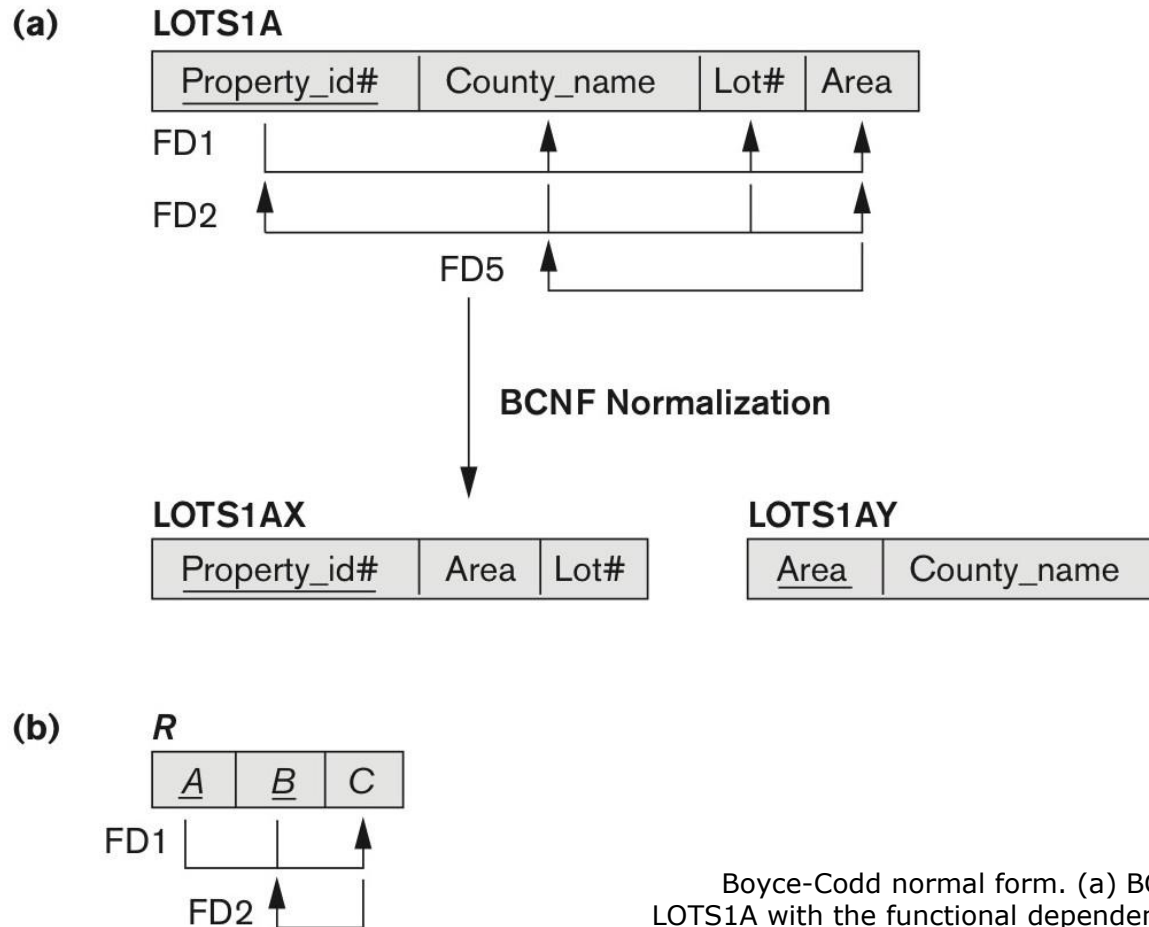 (a) LOTS1A
Property_id# County_name Lot# Area
FD1
FD2
FD5
BCNF Normalization
LOTS1AX LOTS1AY
Property_id# Area Lot# Area County_name
(b) R
A B C
FD1
FD2
Boyce-Codd normal form. (a)
LOTS1A with the functional